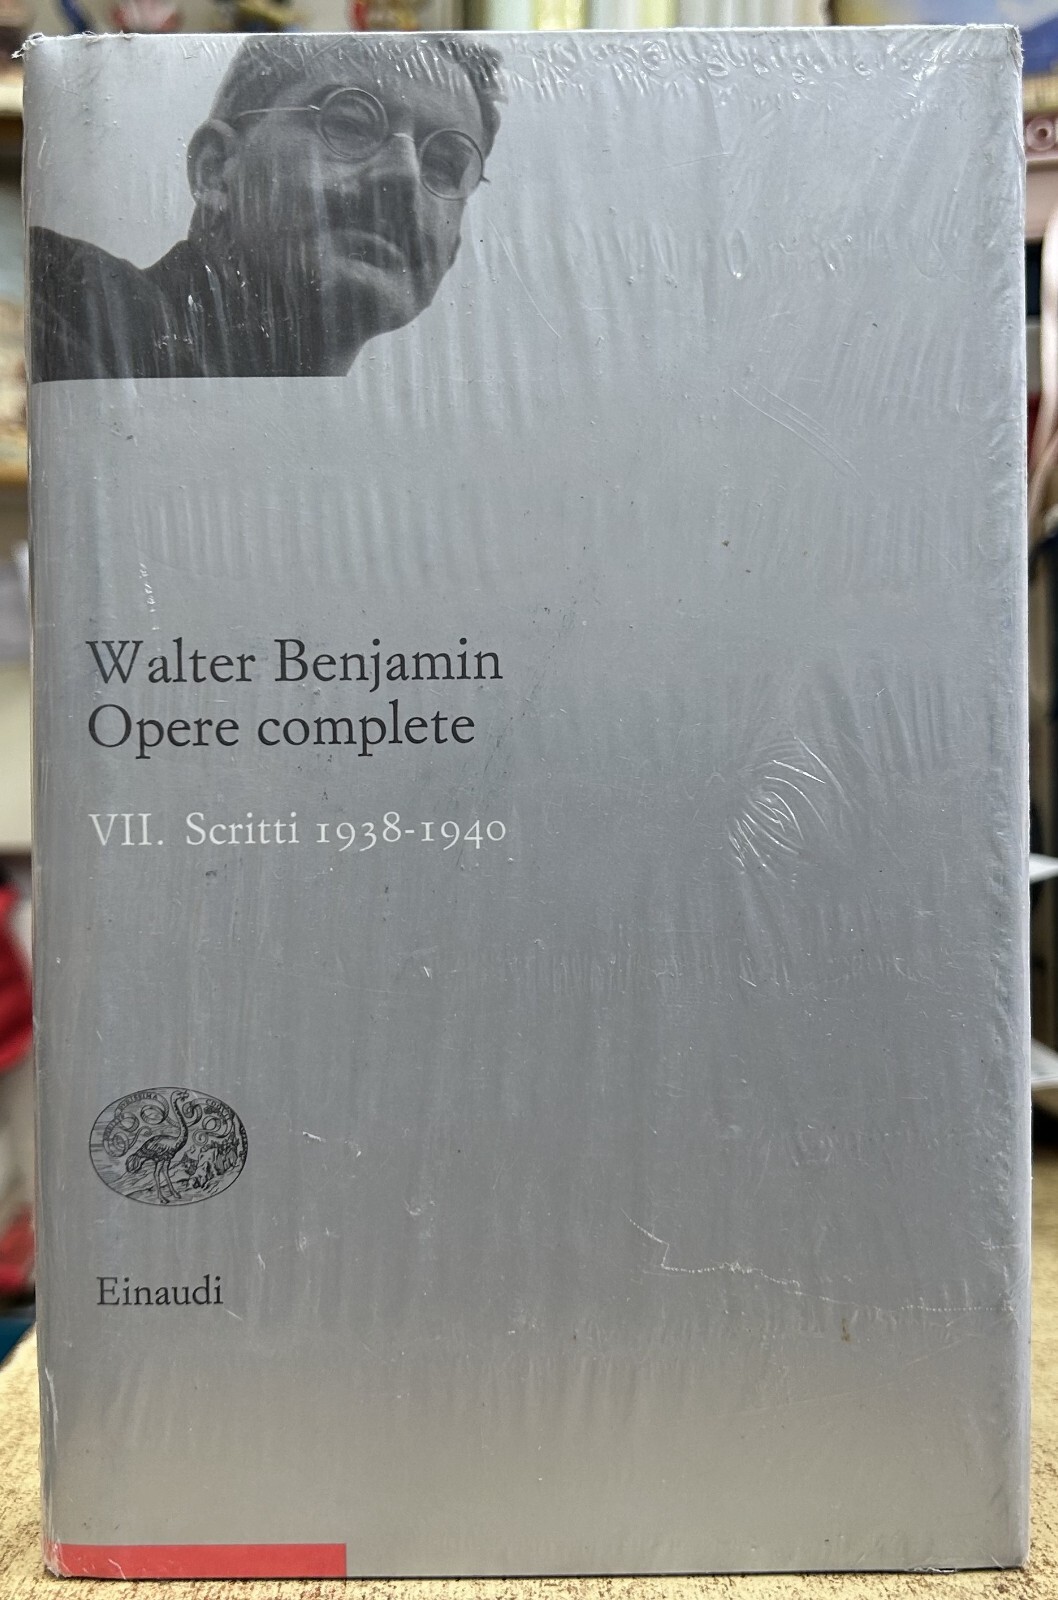 Walter Benjamin
Opere complete
VII. Scritti 1938-1940
Einaudi